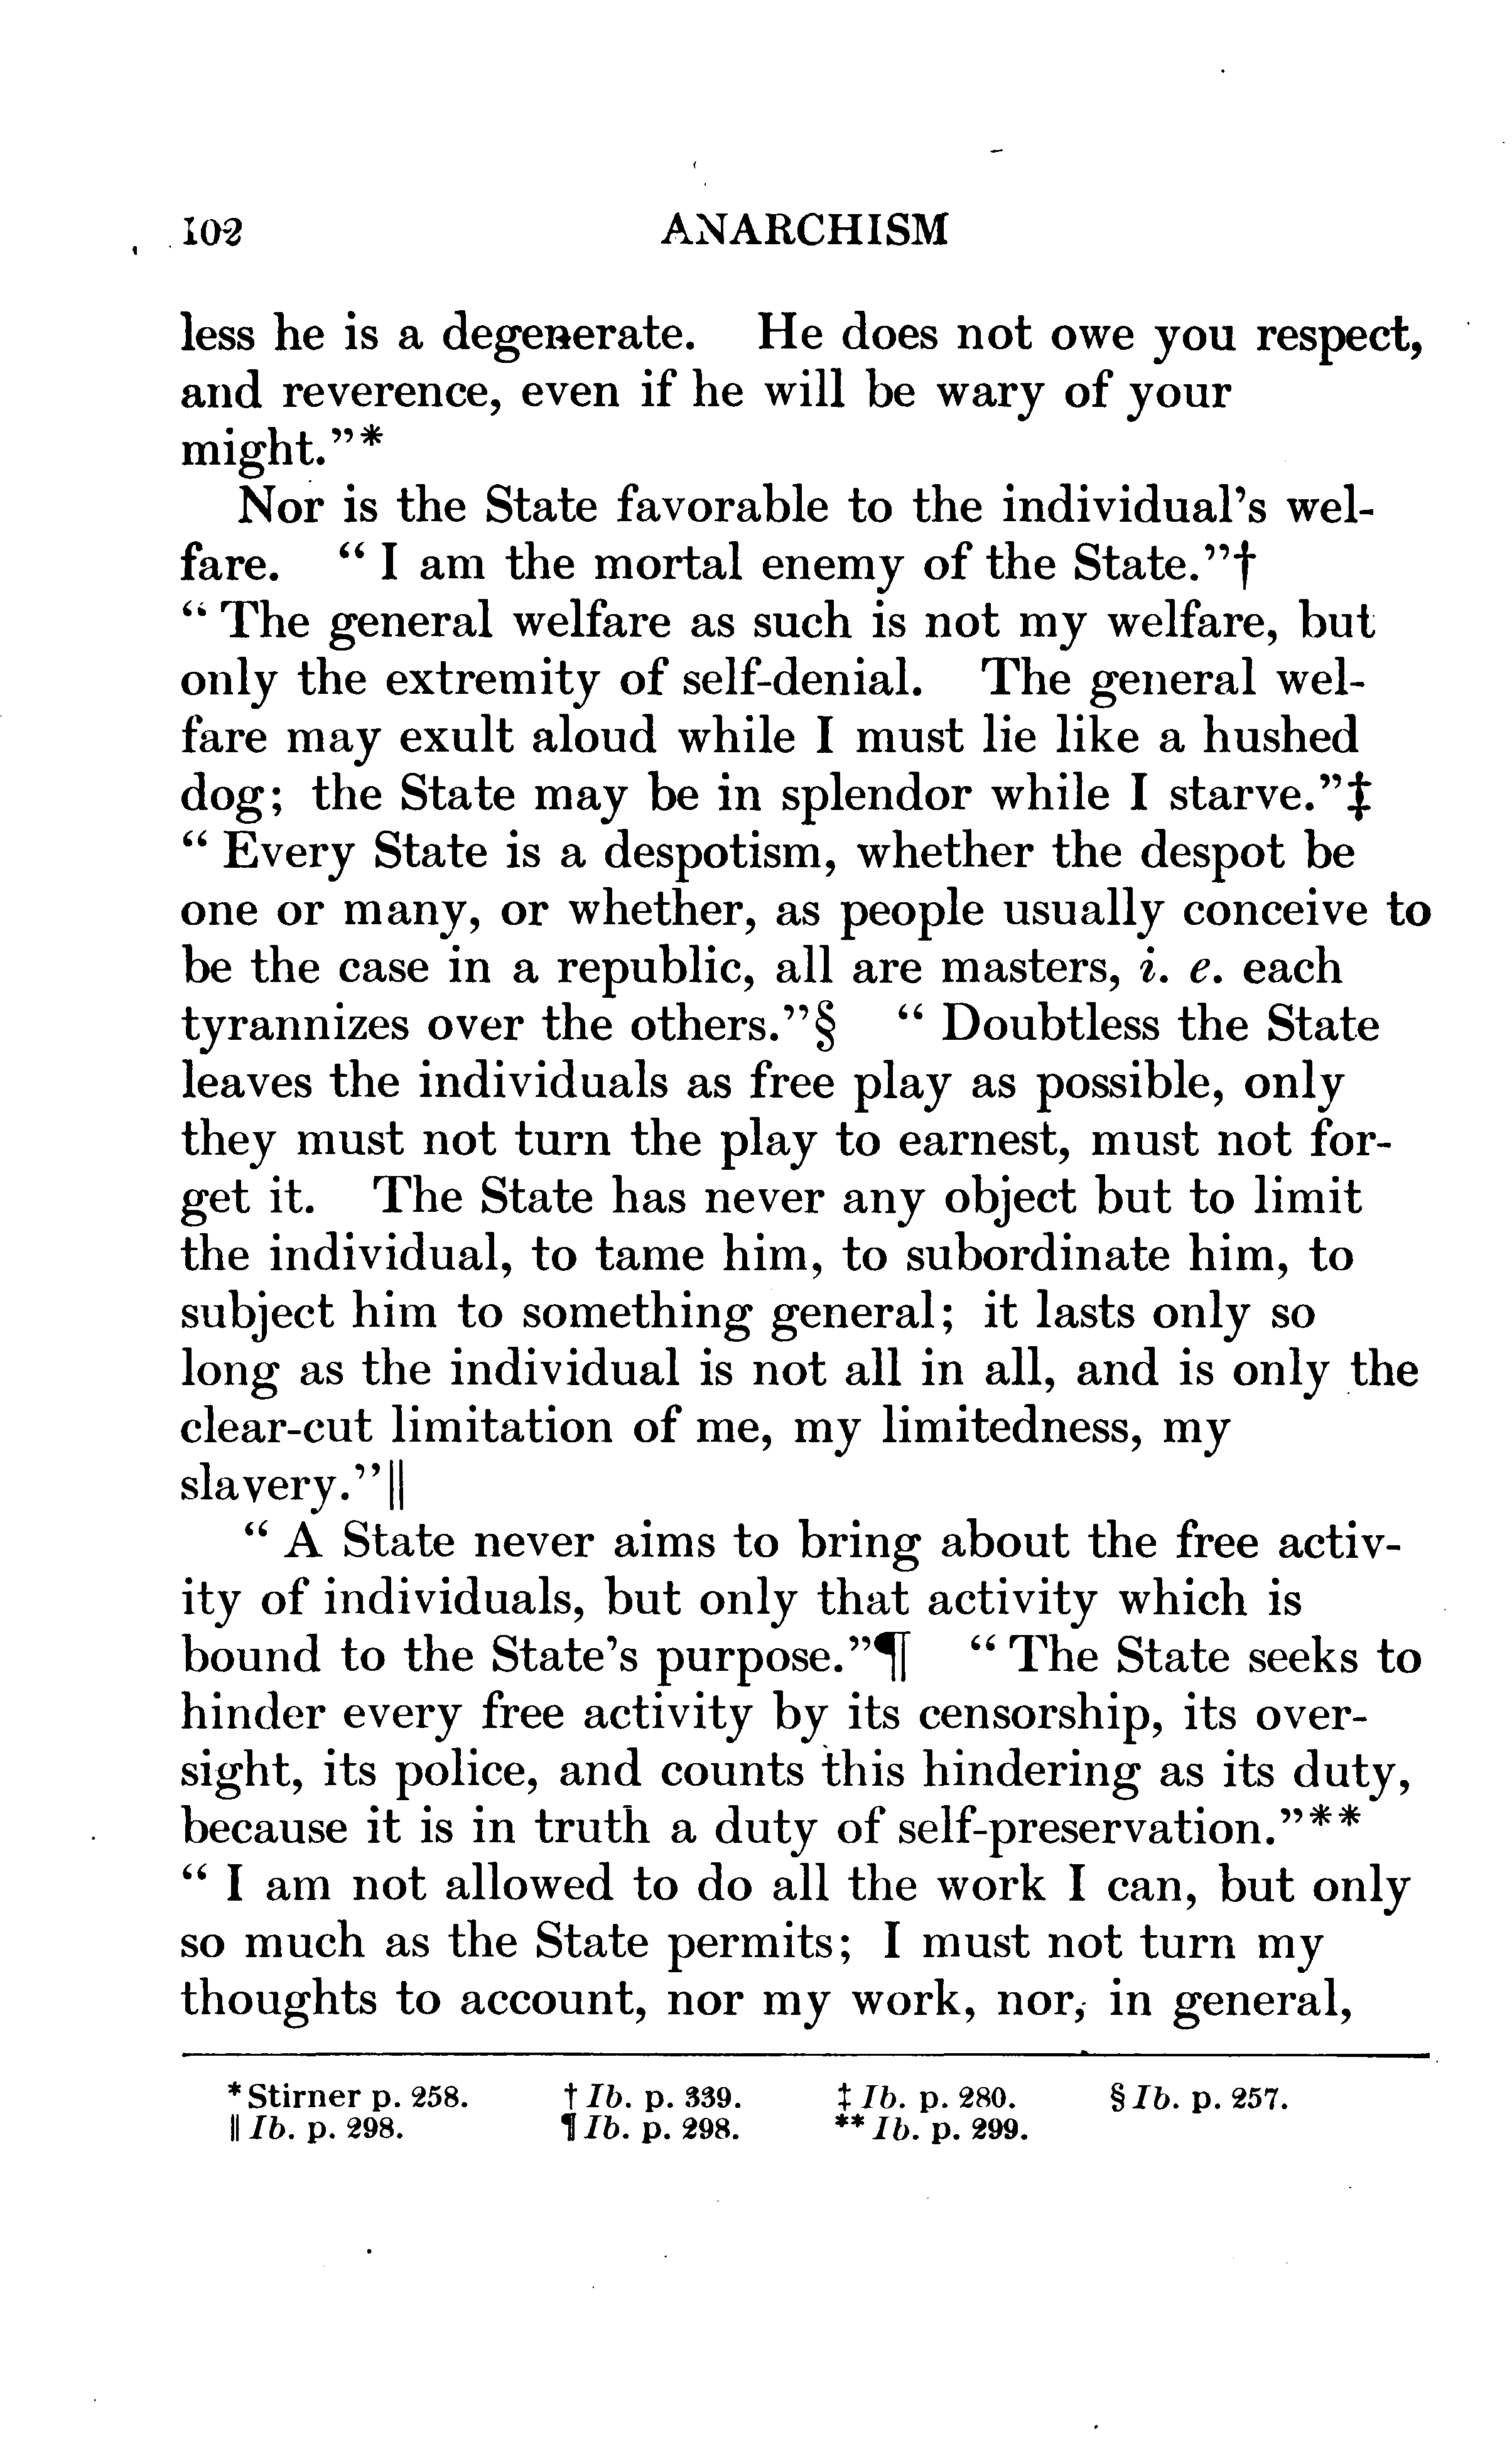 102 ANARCHISM
less he is a degenerate. He does not owe you respect,
and reverence, even if he will be wary of your
might."*
Nor is the State favorable to the individual's wel-
fare. " I am the mortal enemy of the State."†
" The general welfare as such is not my welfare, but
only the extremity of self-denial. The general wel-
fare may exult aloud while I must lie like a hushed
dog; the State may be in splendor while I starve."‡
" Every State is a despotism, whether the despot be
one or many, or whether, as people usually conceive to
be the case in a republic, all are masters, i. e. each
tyrannizes over the others."§ " Doubtless the State
leaves the individuals as free play as possible, only
they must not turn the play to earnest, must not for-
get it. The State has never any object but to limit
the individual, to tame him, to subordinate him, to
subject him to something general; it lasts only so
long as the individual is not all in all, and is only the
clear-cut limitation of me, my limitedness, my
slavery."‖
" A State never aims to bring about the free activ-
ity of individuals, but only that activity which is
bound to the State's purpose."¶ " The State seeks to
hinder every free activity by its censorship, its over-
sight, its police, and counts this hindering as its duty,
because it is in truth a duty of self-preservation."**
" I am not allowed to do all the work I can, but only
so much as the State permits; I must not turn my
thoughts to account, nor my work, nor, in general,
* Stirner p. 258. † Ib. p. 339. ‡ Ib. p. 280. § Ib. p. 257.
‖ Ib. p. 298. ¶ Ib. p. 298. ** Ib. p. 299.